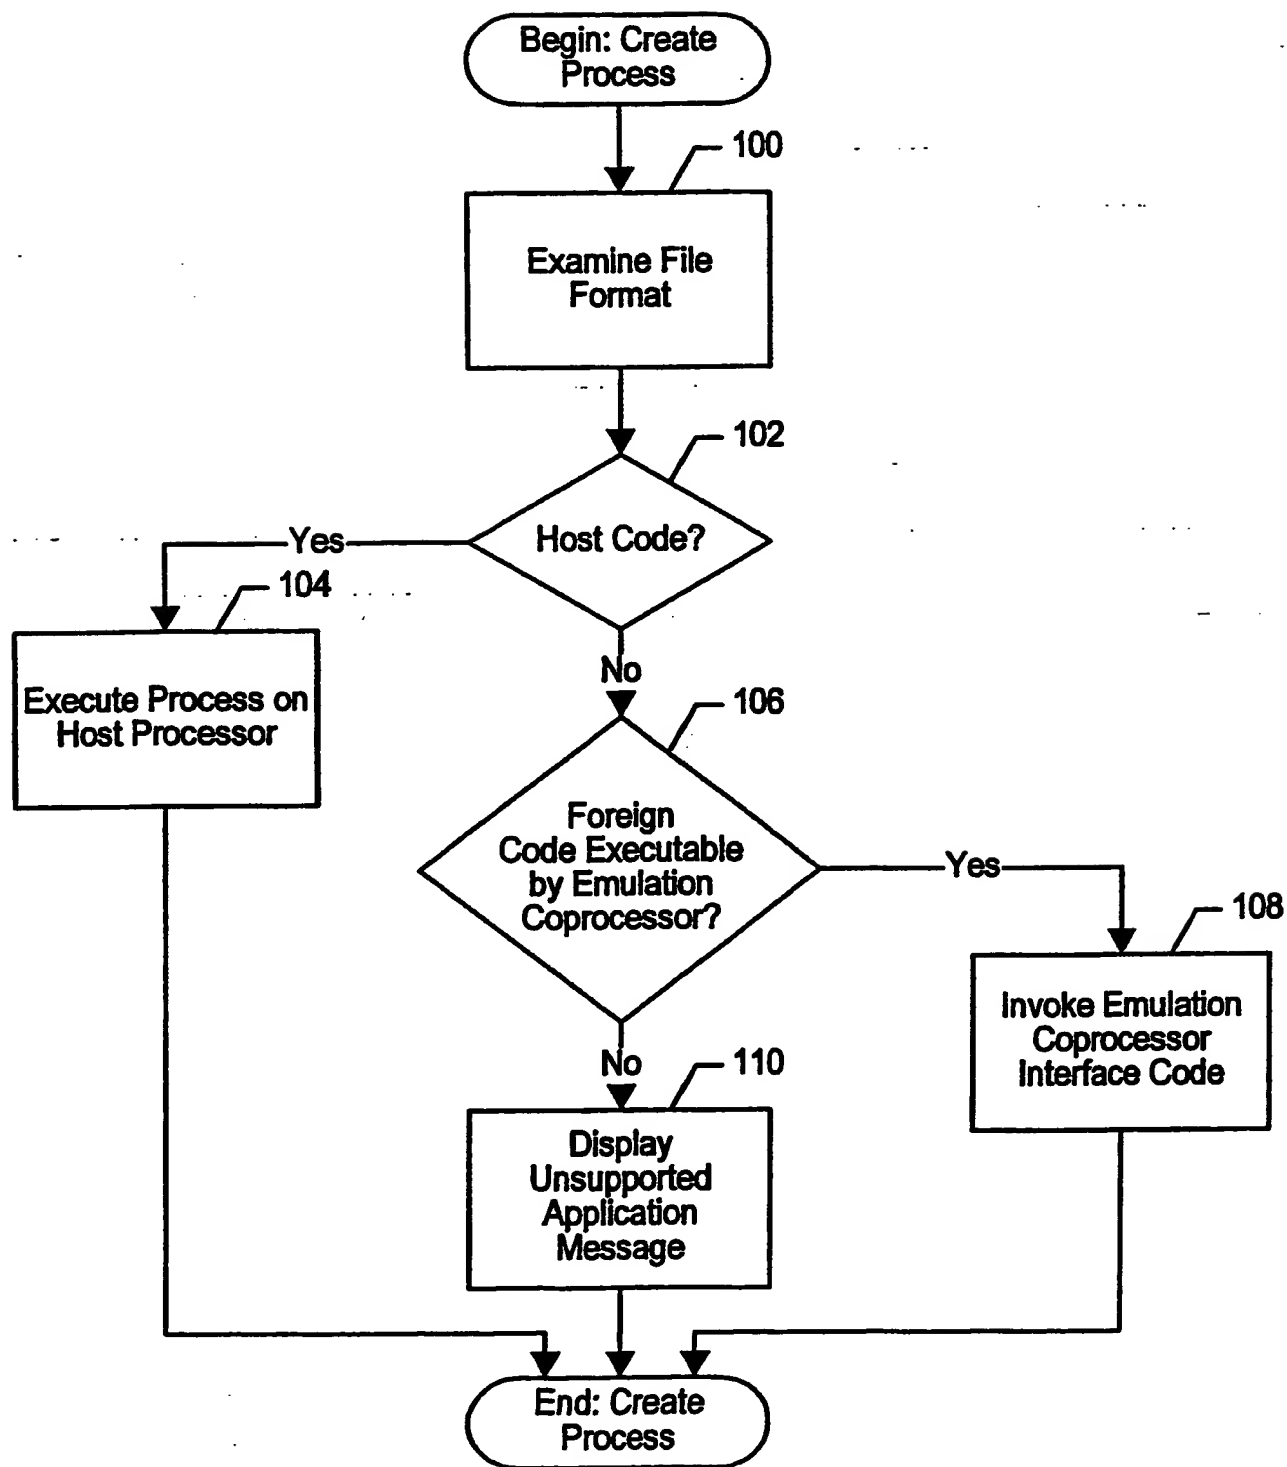 Begin: Create
Process
100
Examine File
Format
102
Host Code?
Yes
104
Execute Process on
Host Processor
No
106
Foreign
Code Executable
by Emulation
Coprocessor?
Yes
108
Invoke Emulation
Coprocessor
Interface Code
No
110
Display
Unsupported
Application
Message
End: Create
Process